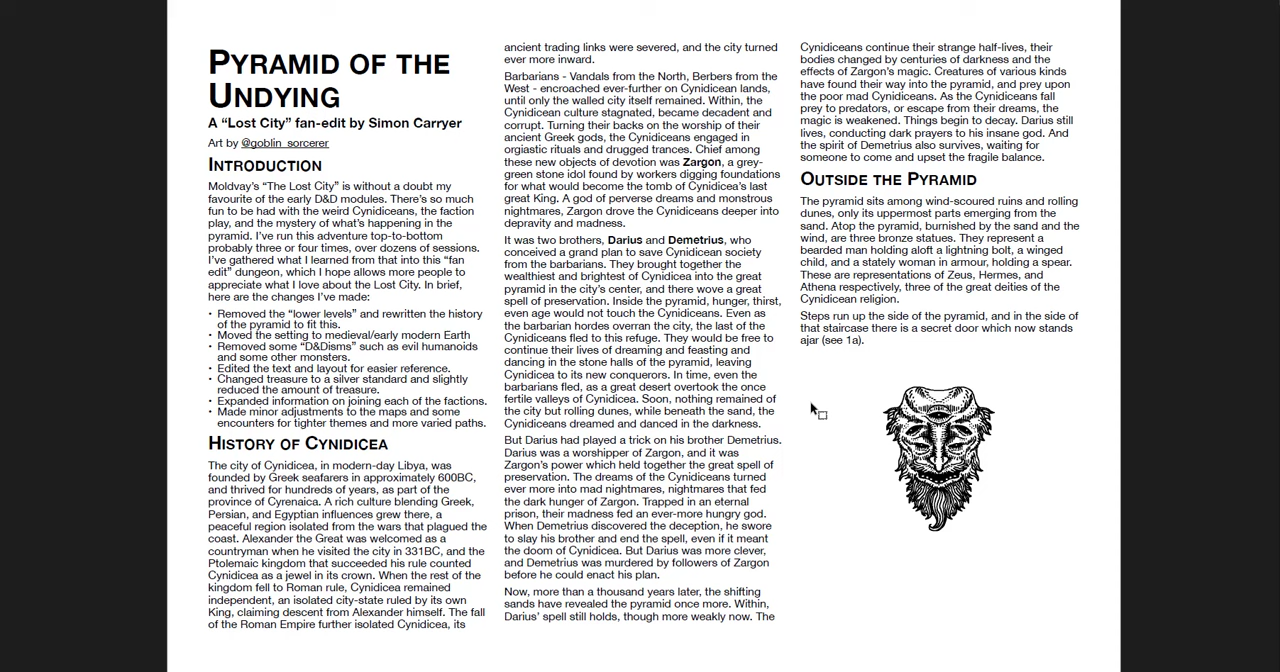 PYRAMID OF THE
UNDYING
A “Lost City” fan-edit by Simon Carryer
Art by @goblin_sorcerer
INTRODUCTION
Moldvay’s “The Lost City” is without a doubt my
favourite of the early D&D modules. There’s so much
fun to be had with the weird Cynidiceans, the faction
play, and the mystery of what’s happening in the
pyramid. I’ve run this adventure top-to-bottom
probably three or four times, over dozens of sessions.
I’ve gathered what I learned from that into this “fan
edit” dungeon, which I hope allows more people to
appreciate what I love about the Lost City. In brief,
here are the changes I’ve made:
• Removed the “lower levels” and rewritten the history
of the pyramid to fit this.
• Moved the setting to medieval/early modern Earth
• Removed some “D&Disms” such as evil humanoids
and some other monsters.
• Edited the text and layout for easier reference.
• Changed treasure to a silver standard and slightly
reduced the amount of treasure.
• Expanded information on joining each of the factions.
• Made minor adjustments to the maps and some
encounters for tighter themes and more varied paths.
HISTORY OF CYNIDICEA
The city of Cynidicea, in modern-day Libya, was
founded by Greek seafarers in approximately 600BC,
and thrived for hundreds of years, as part of the
province of Cyrenaica. A rich culture blending Greek,
Persian, and Egyptian influences grew there, a
peaceful region isolated from the wars that plagued the
coast. Alexander the Great was welcomed as a
countryman when he visited the city in 331BC, and the
Ptolemaic kingdom that succeeded his rule counted
Cynidicea as a jewel in its crown. When the rest of the
kingdom fell to Roman rule, Cynidicea remained
independent, an isolated city-state ruled by its own
King, claiming descent from Alexander himself. The fall
of the Roman Empire further isolated Cynidicea, its
ancient trading links were severed, and the city turned
ever more inward.
Barbarians - Vandals from the North, Berbers from the
West - encroached ever-further on Cynidicean lands,
until only the walled city itself remained. Within, the
Cynidicean culture stagnated, became decadent and
corrupt. Turning their backs on the worship of their
ancient Greek gods, the Cynidiceans engaged in
orgiastic rituals and drugged trances. Chief among
these new objects of devotion was Zargon, a grey-
green stone idol found by workers digging foundations
for what would become the tomb of Cynidicea’s last
great King. A god of perverse dreams and monstrous
nightmares, Zargon drove the Cynidiceans deeper into
depravity and madness.
It was two brothers, Darius and Demetrius, who
conceived a grand plan to save Cynidicean society
from the barbarians. They brought together the
wealthiest and brightest of Cynidicea into the great
pyramid in the city’s center, and there wove a great
spell of preservation. Inside the pyramid, hunger, thirst,
even age would not touch the Cynidiceans. Even as
the barbarian hordes overran the city, the last of the
Cynidiceans fled to this refuge. They would be free to
continue their lives of dreaming and feasting and
dancing in the stone halls of the pyramid, leaving
Cynidicea to its new conquerors. In time, even the
barbarians fled, as a great desert overtook the once
fertile valleys of Cynidicea. Soon, nothing remained of
the city but rolling dunes, while beneath the sand, the
Cynidiceans dreamed and danced in the darkness.
But Darius had played a trick on his brother Demetrius.
Darius was a worshipper of Zargon, and it was
Zargon’s power which held together the great spell of
preservation. The dreams of the Cynidiceans turned
ever more into mad nightmares, nightmares that fed
the dark hunger of Zargon. Trapped in an eternal
prison, their madness fed an ever-more hungry god.
When Demetrius discovered the deception, he swore
to slay his brother and end the spell, even if it meant
the doom of Cynidicea. But Darius was more clever,
and Demetrius was murdered by followers of Zargon
before he could enact his plan.
Now, more than a thousand years later, the shifting
sands have revealed the pyramid once more. Within,
Darius’ spell still holds, though more weakly now. The
Cynidiceans continue their strange half-lives, their
bodies changed by centuries of darkness and the
effects of Zargon’s magic. Creatures of various kinds
have found their way into the pyramid, and prey upon
the poor mad Cynidiceans. As the Cynidiceans fall
prey to predators, or escape from their dreams, the
magic is weakened. Things begin to decay. Darius still
lives, conducting dark prayers to his insane god. And
the spirit of Demetrius also survives, waiting for
someone to come and upset the fragile balance.
OUTSIDE THE PYRAMID
The pyramid sits among wind-scoured ruins and rolling
dunes, only its uppermost parts emerging from the
sand. Atop the pyramid, burnished by the sand and the
wind, are three bronze statues. They represent a
bearded man holding aloft a lightning bolt, a winged
child, and a stately woman in armour, holding a spear.
These are representations of Zeus, Hermes, and
Athena respectively, three of the great deities of the
Cynidicean religion.
Steps run up the side of the pyramid, and in the side of
that staircase there is a secret door which now stands
ajar (see 1a).